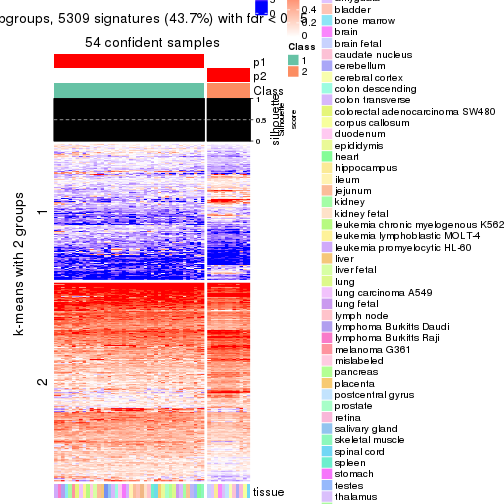 ogroups, 5309 signatures (43.7%) with fdr < 0.05
54 confident samples
p1
p2
Class
1
0.5
0
silhouette
score
k-means with 2 groups
1
2
tissue
0
0.4
0.2
0
Class
1
2
bladder
bone marrow
brain
brain fetal
caudate nucleus
cerebellum
cerebral cortex
colon descending
colon transverse
colorectal adenocarcinoma SW480
corpus callosum
duodenum
epididymis
heart
hippocampus
ileum
jejunum
kidney
kidney fetal
leukemia chronic myelogenous K562
leukemia lymphoblastic MOLT-4
leukemia promyelocytic HL-60
liver
liver fetal
lung
lung carcinoma A549
lung fetal
lymph node
lymphoma Burkitts Daudi
lymphoma Burkitts Raji
melanoma G361
mislabeled
pancreas
placenta
postcentral gyrus
prostate
retina
salivary gland
skeletal muscle
spinal cord
spleen
stomach
testes
thalamus